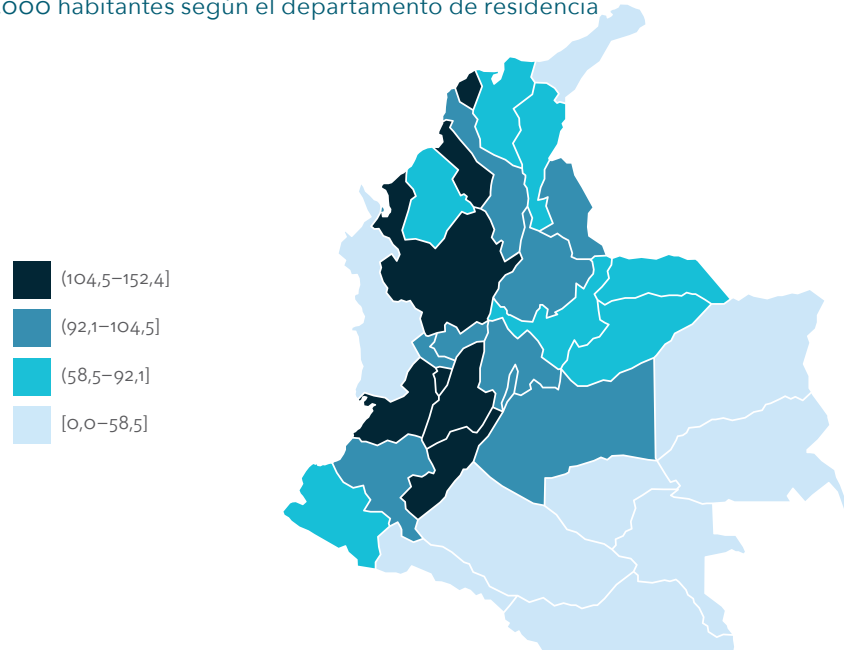 .000 habitantes según el departamento de residencia
(104,5–152,4]
(92,1–104,5]
(58,5–92,1]
[0,0–58,5]